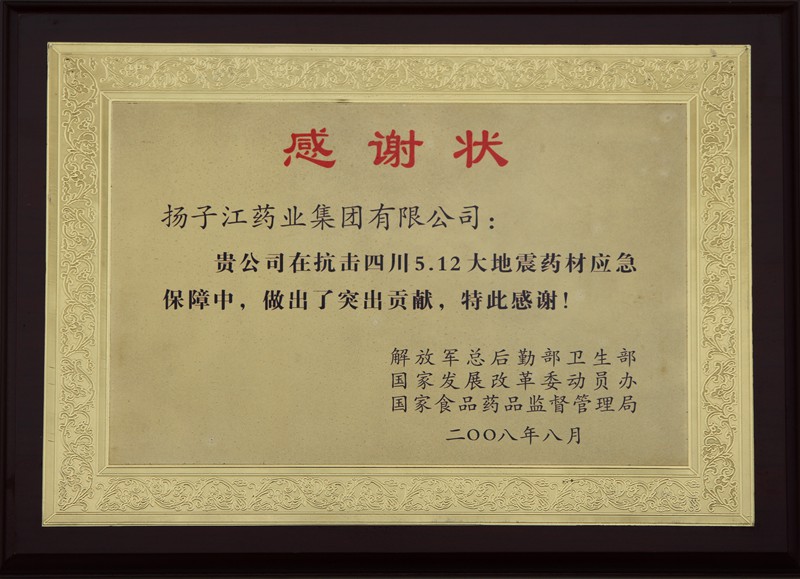 感谢状
扬子江药业集团有限公司：
贵公司在抗击四川5.12大地震药材应急
保障中，做出了突出贡献，特此感谢！
解放军总后勤部卫生部
国家发展改革委动员办
国家食品药品监督管理局
二〇〇八年八月